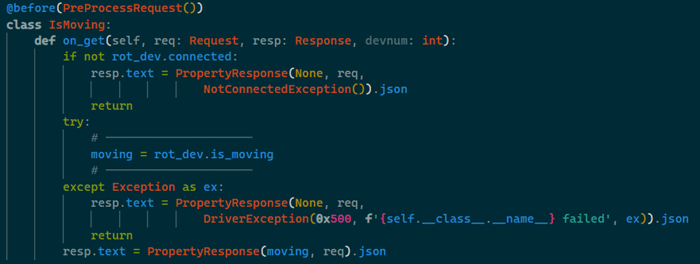 @before(PreProcessRequest())
class IsMoving:
    def on_get(self, req: Request, resp: Response, devnum: int):
        if not rot_dev.connected:
            resp.text = PropertyResponse(None, req,
                            NotConnectedException()).json
            return
        try:
            # ----------------------
            moving = rot_dev.is_moving
            # ----------------------
        except Exception as ex:
            resp.text = PropertyResponse(None, req,
                            DriverException(0x500, f'{self.__class__.__name__} failed', ex)).json
            return
        resp.text = PropertyResponse(moving, req).json